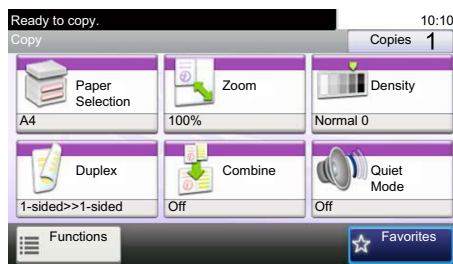 Ready to copy.
10:10
Copy
Copies 1
Paper
Selection
A4
Zoom
100%
Density
Normal 0
Duplex
1-sided>>1-sided
Combine
Off
Quiet
Mode
Off
Functions
Favorites